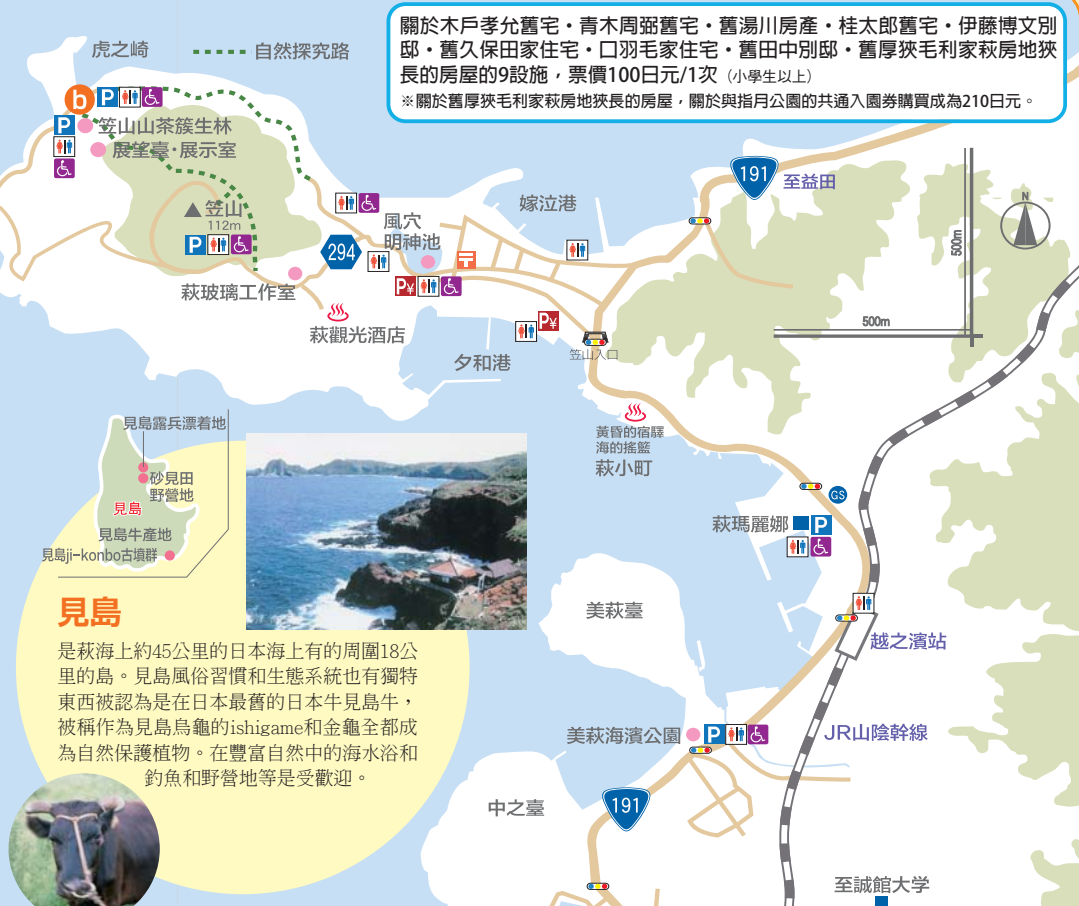 關於木戶孝允舊宅・青木周弼舊宅・舊湯川房產・桂太郎舊宅・伊藤博文別
邸・舊久保田家住宅・口羽毛家住宅・舊田中別邸・舊厚狹毛利家萩房地狹
長的房屋的9設施，票價100日元/1次（小學生以上）
※關於舊厚狹毛利家萩房地狹長的房屋，關於與指月公園的共通入園券購買成為210日元。
虎之崎
自然探究路
b
P
P
笠山山茶簇生林
展望臺・展示室
▲笠山
112m
P
294
風穴
明神池
〒
P¥
嫁泣港
191
至益田
N
500m
500m
萩玻璃工作室
萩觀光酒店
夕和港
P¥
笠山入口
黃昏的宿驛
海的搖籃
萩小町
GS
萩瑪麗娜
P
見島露兵漂着地
砂見田
野營地
見島
見島牛產地
見島ji-konbo古墳群
見島
是萩海上約45公里的日本海上有的周圍18公
里的島。見島風俗習慣和生態系統也有獨特
東西被認為是在日本最舊的日本牛見島牛，
被稱作為見島烏龜的ishigame和金龜全都成
為自然保護植物。在豐富自然中的海水浴和
釣魚和野營地等是受歡迎。
美萩臺
越之濱站
美萩海濱公園
P
JR山陰幹線
中之臺
191
至誠館大学